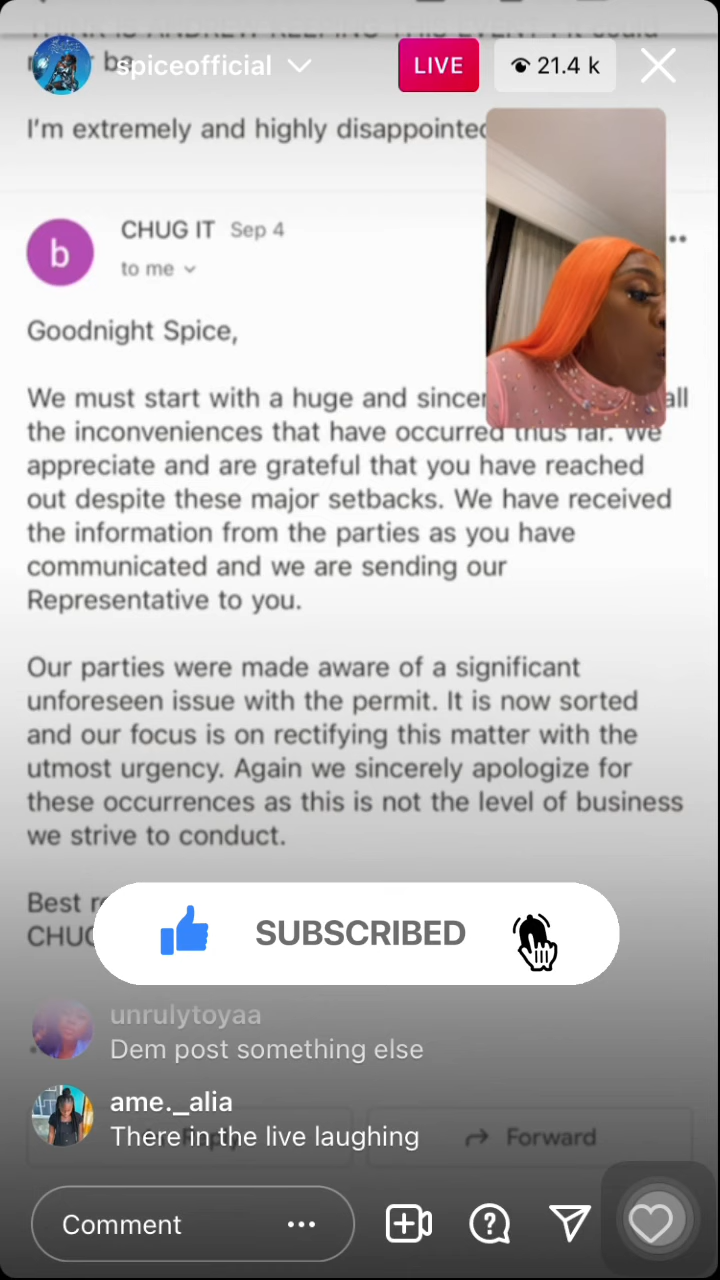 spiceofficial
LIVE
21.4 k
I'm extremely and highly disappointed
b
CHUG IT Sep 4
to me
Goodnight Spice,
We must start with a huge and all
the inconveniences that have occurred thus far. We
appreciate and are grateful that you have reached
out despite these major setbacks. We have received
the information from the parties as you have
communicated and we are sending our
Representative to you.
Our parties were made aware of a significant
unforeseen issue with the permit. It is now sorted
and our focus is on rectifying this matter with the
utmost urgency. Again we sincerely apologize for
these occurrences as this is not the level of business
we strive to conduct.
Best
SUBSCRIBED
unrulytoyaa
Dem post something else
ame._alia
There in the live laughing
Reply
Forward
Comment